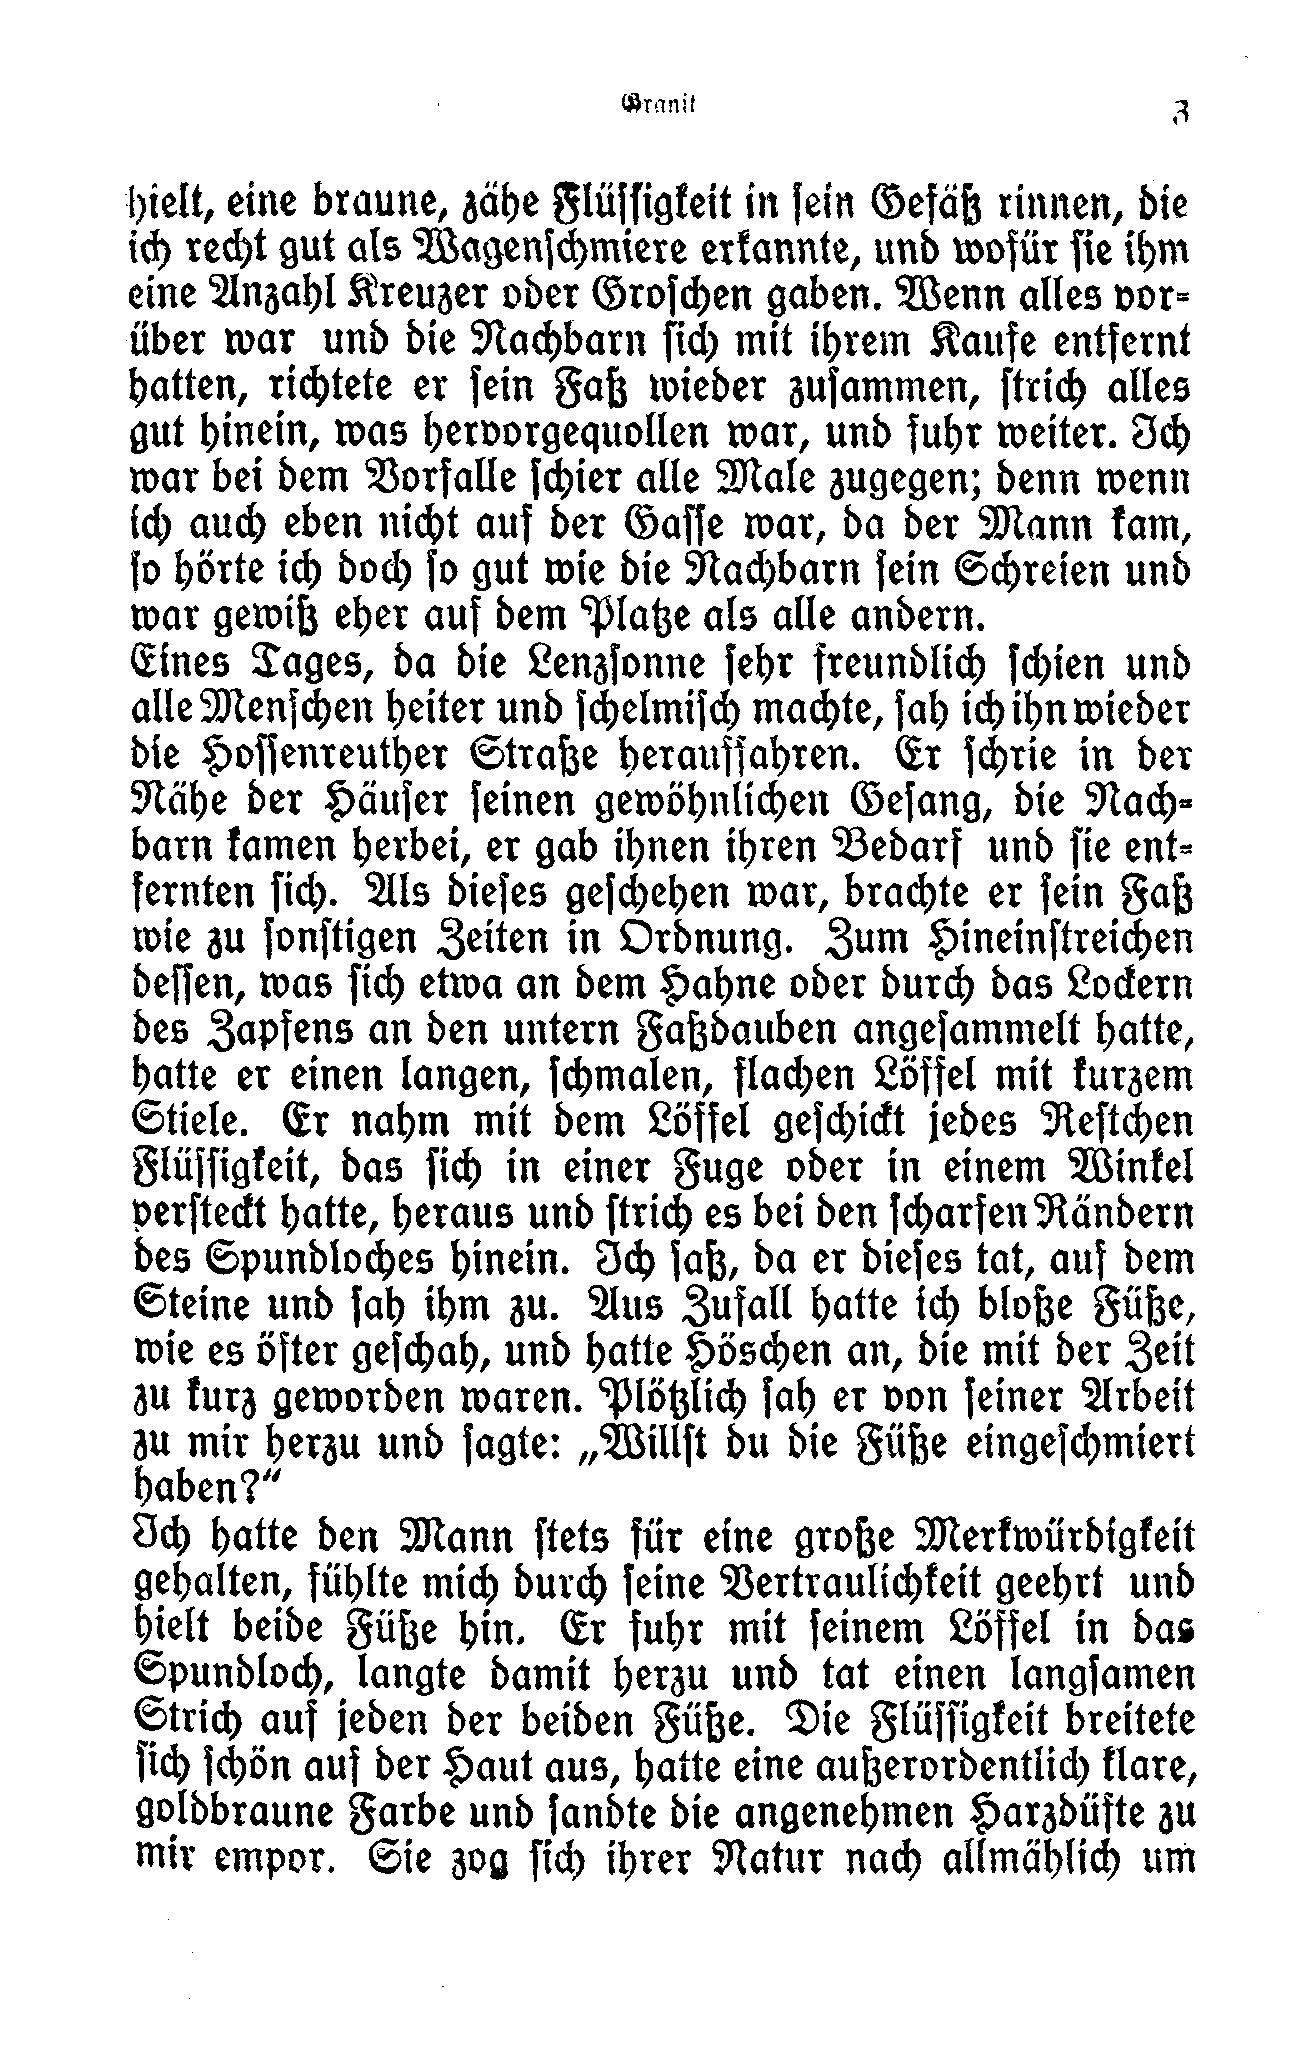 Granit
3
hielt, eine braune, zähe Flüssigkeit in sein Gefäß rinnen, die
ich recht gut als Wagenschmiere erkannte, und wofür sie ihm
eine Anzahl Kreuzer oder Groschen gaben. Wenn alles vor-
über war und die Nachbarn sich mit ihrem Kaufe entfernt
hatten, richtete er sein Faß wieder zusammen, strich alles
gut hinein, was hervorgequollen war, und fuhr weiter. Ich
war bei dem Vorfalle schier alle Male zugegen; denn wenn
ich auch eben nicht auf der Gasse war, da der Mann kam,
so hörte ich doch so gut wie die Nachbarn sein Schreien und
war gewiß eher auf dem Platze als alle andern.
Eines Tages, da die Lenzsonne sehr freundlich schien und
alle Menschen heiter und schelmisch machte, sah ich ihn wieder
die Hossenreuther Straße herauffahren. Er schrie in der
Nähe der Häuser seinen gewöhnlichen Gesang, die Nach-
barn kamen herbei, er gab ihnen ihren Bedarf und sie ent-
fernten sich. Als dieses geschehen war, brachte er sein Faß
wie zu sonstigen Zeiten in Ordnung. Zum Hineinstreichen
dessen, was sich etwa an dem Hahne oder durch das Lockern
des Zapfens an den untern Faßdauben angesammelt hatte,
hatte er einen langen, schmalen, flachen Löffel mit kurzem
Stiele. Er nahm mit dem Löffel geschickt jedes Restchen
Flüssigkeit, das sich in einer Fuge oder in einem Winkel
versteckt hatte, heraus und strich es bei den scharfen Rändern
des Spundloches hinein. Ich saß, da er dieses tat, auf dem
Steine und sah ihm zu. Aus Zufall hatte ich bloße Füße,
wie es öfter geschah, und hatte Höschen an, die mit der Zeit
zu kurz geworden waren. Plötzlich sah er von seiner Arbeit
zu mir herzu und sagte: „Willst du die Füße eingeschmiert
haben?“
Ich hatte den Mann stets für eine große Merkwürdigkeit
gehalten, fühlte mich durch seine Vertraulichkeit geehrt und
hielt beide Füße hin. Er fuhr mit seinem Löffel in das
Spundloch, langte damit herzu und tat einen langsamen
Strich auf jeden der beiden Füße. Die Flüssigkeit breitete
sich schön auf der Haut aus, hatte eine außerordentlich klare,
goldbraune Farbe und sandte die angenehmen Harzdüfte zu
mir empor. Sie zog sich ihrer Natur nach allmählich um